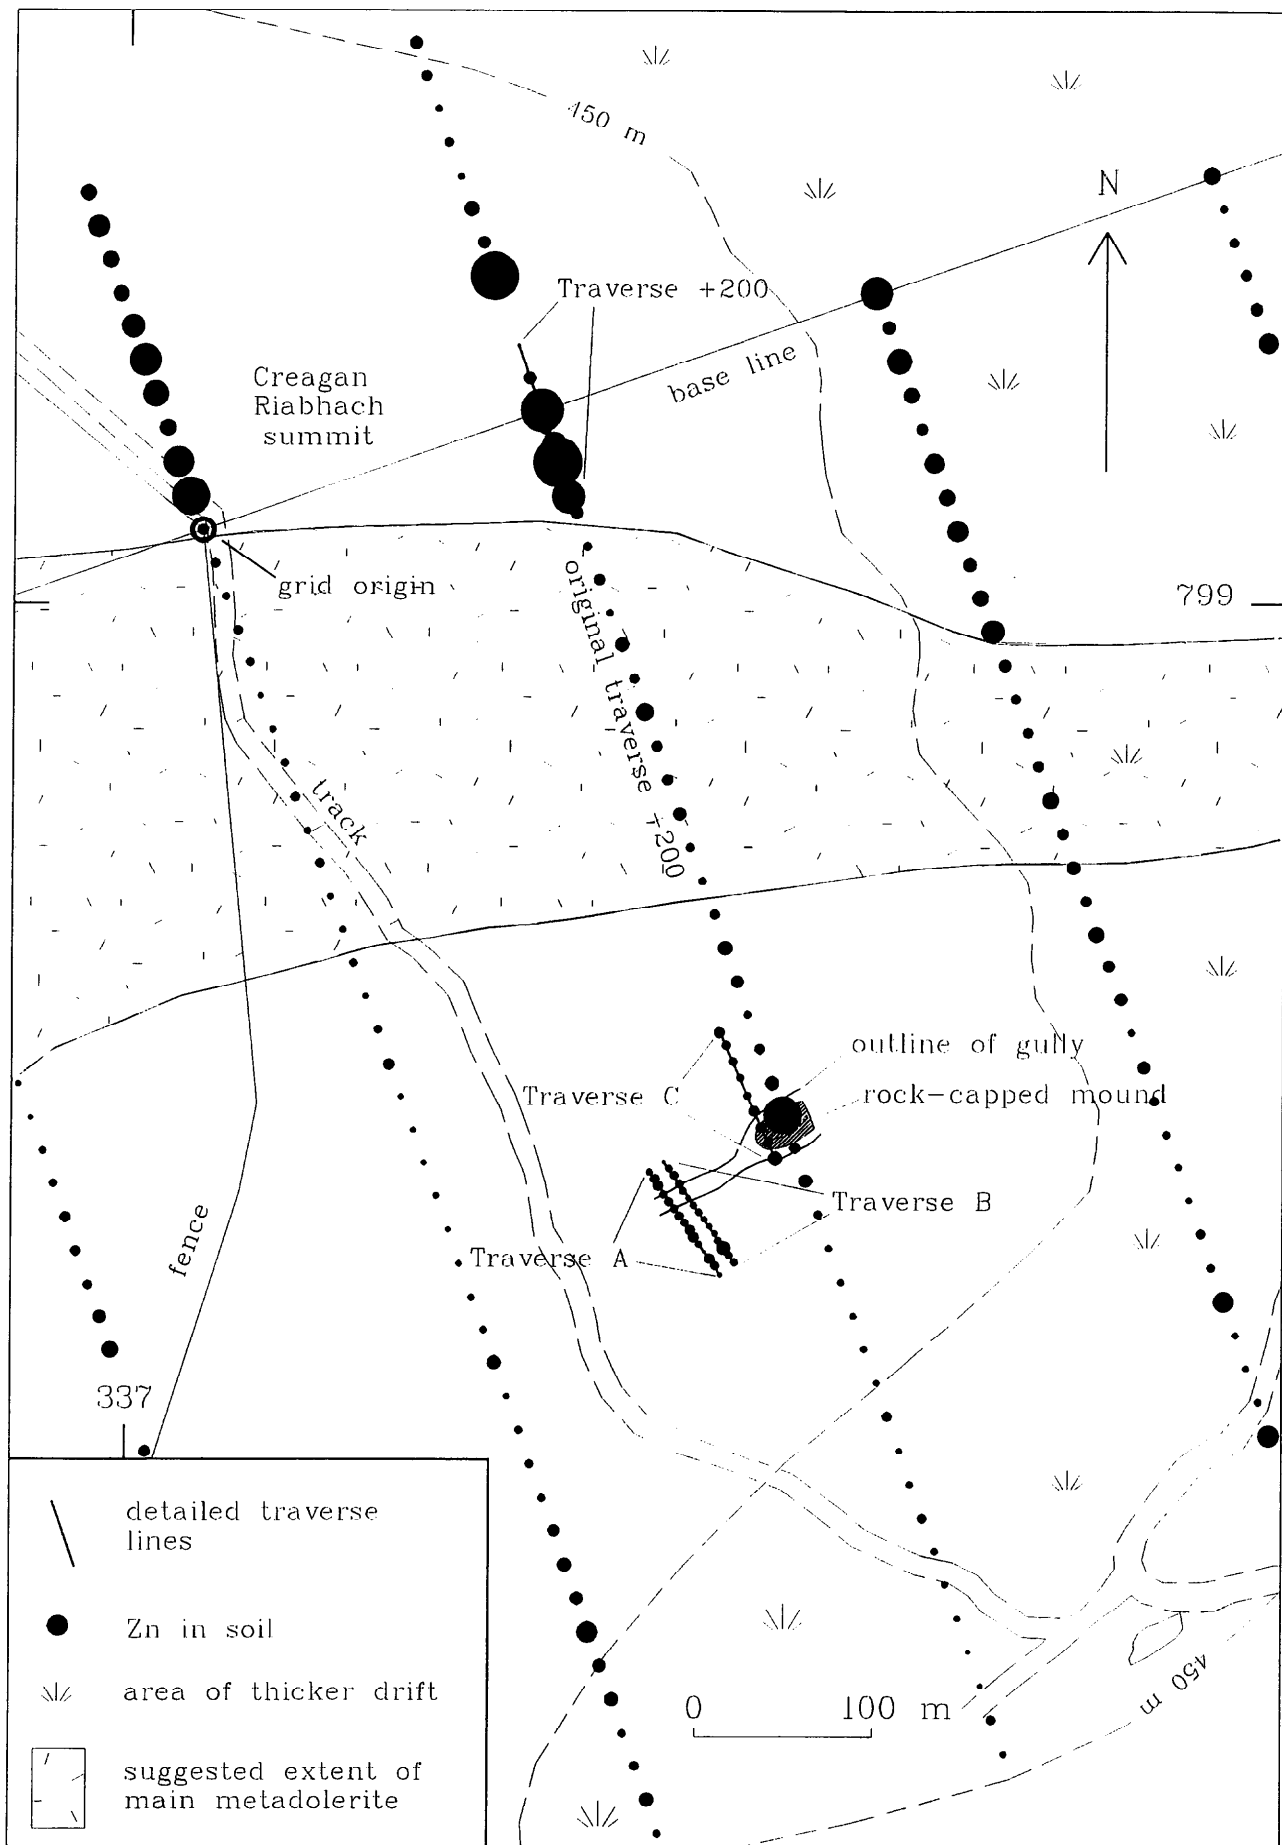 450 m
N
Traverse +200
base line
Creagan
Riabhach
summit
grid origin
799
original traverse +200
track
outline of gully
rock-capped mound
Traverse C
Traverse B
Traverse A
fence
337
detailed traverse
lines
Zn in soil
area of thicker drift
suggested extent of
main metadolerite
0 100 m
450 m